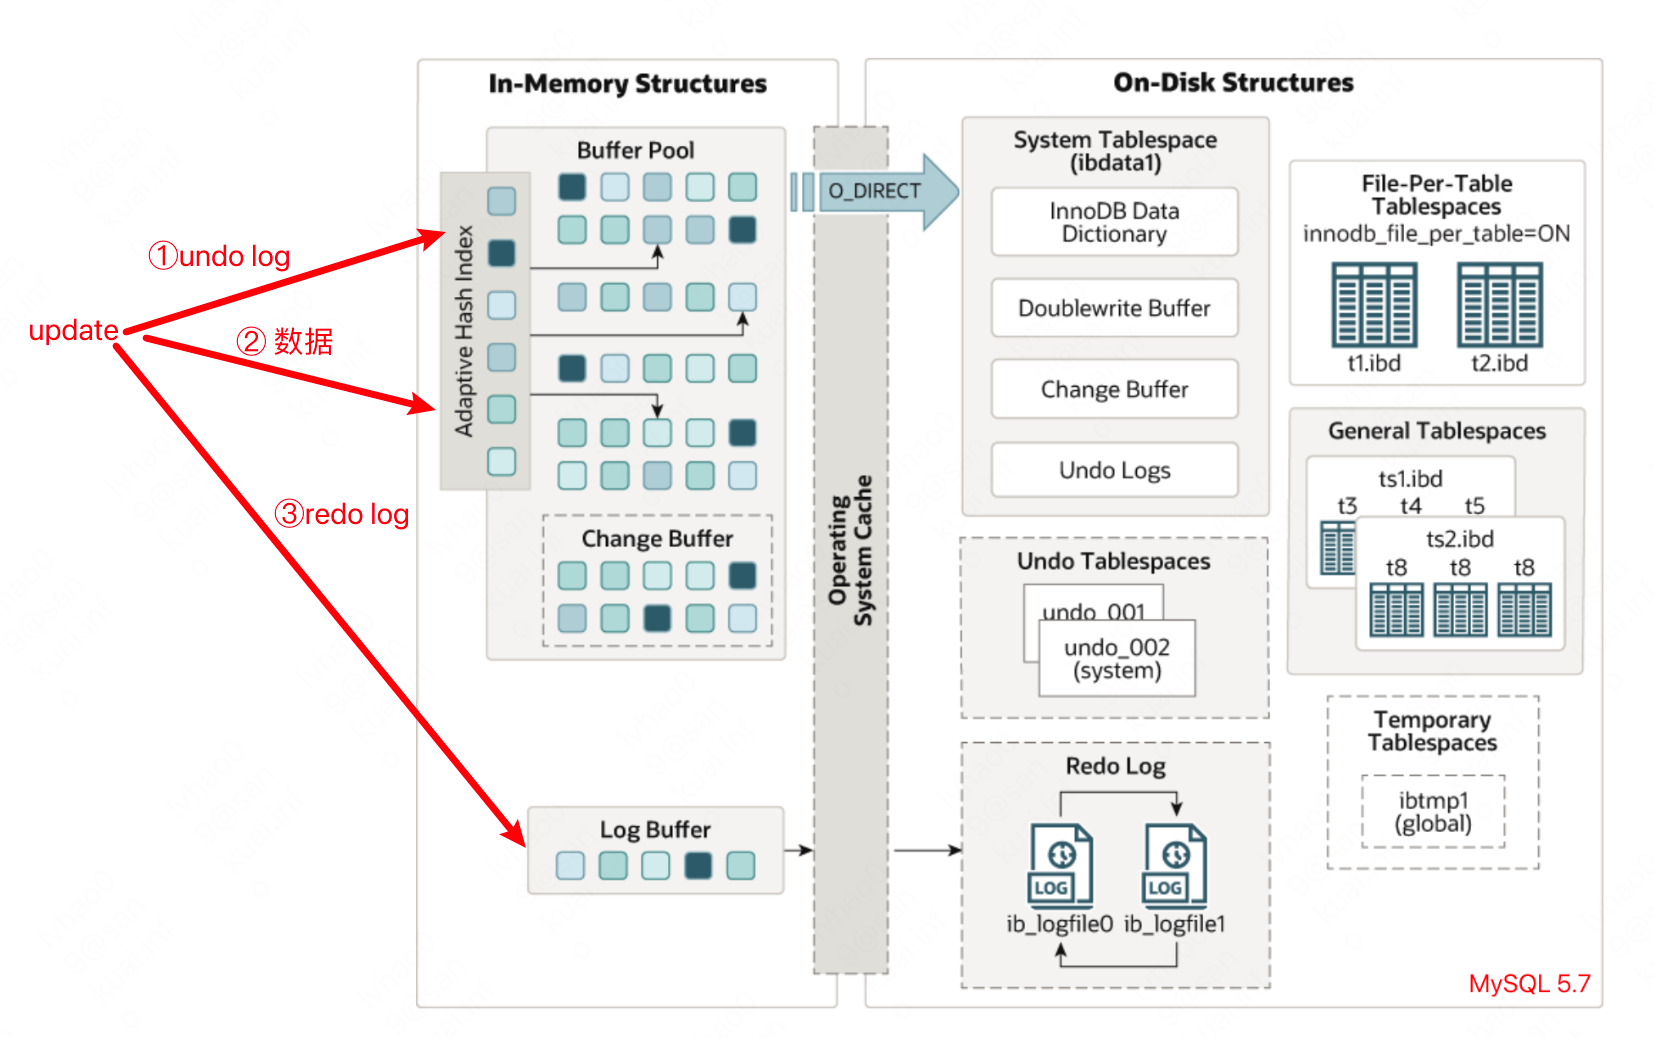 In-Memory Structures
On-Disk Structures
Buffer Pool
Adaptive Hash Index
①undo log
update
② 数据
③redo log
Change Buffer
Log Buffer
Operating
System Cache
O_DIRECT
System Tablespace
(ibdata1)
InnoDB Data
Dictionary
Doublewrite Buffer
Change Buffer
Undo Logs
Undo Tablespaces
undo_001
undo_002
(system)
Redo Log
LOG
LOG
ib_logfile0
ib_logfile1
File-Per-Table
Tablespaces
innodb_file_per_table=ON
t1.ibd
t2.ibd
General Tablespaces
ts1.ibd
t3 t4 t5
ts2.ibd
t8 t8 t8
Temporary
Tablespaces
ibtmp1
(global)
MySQL 5.7